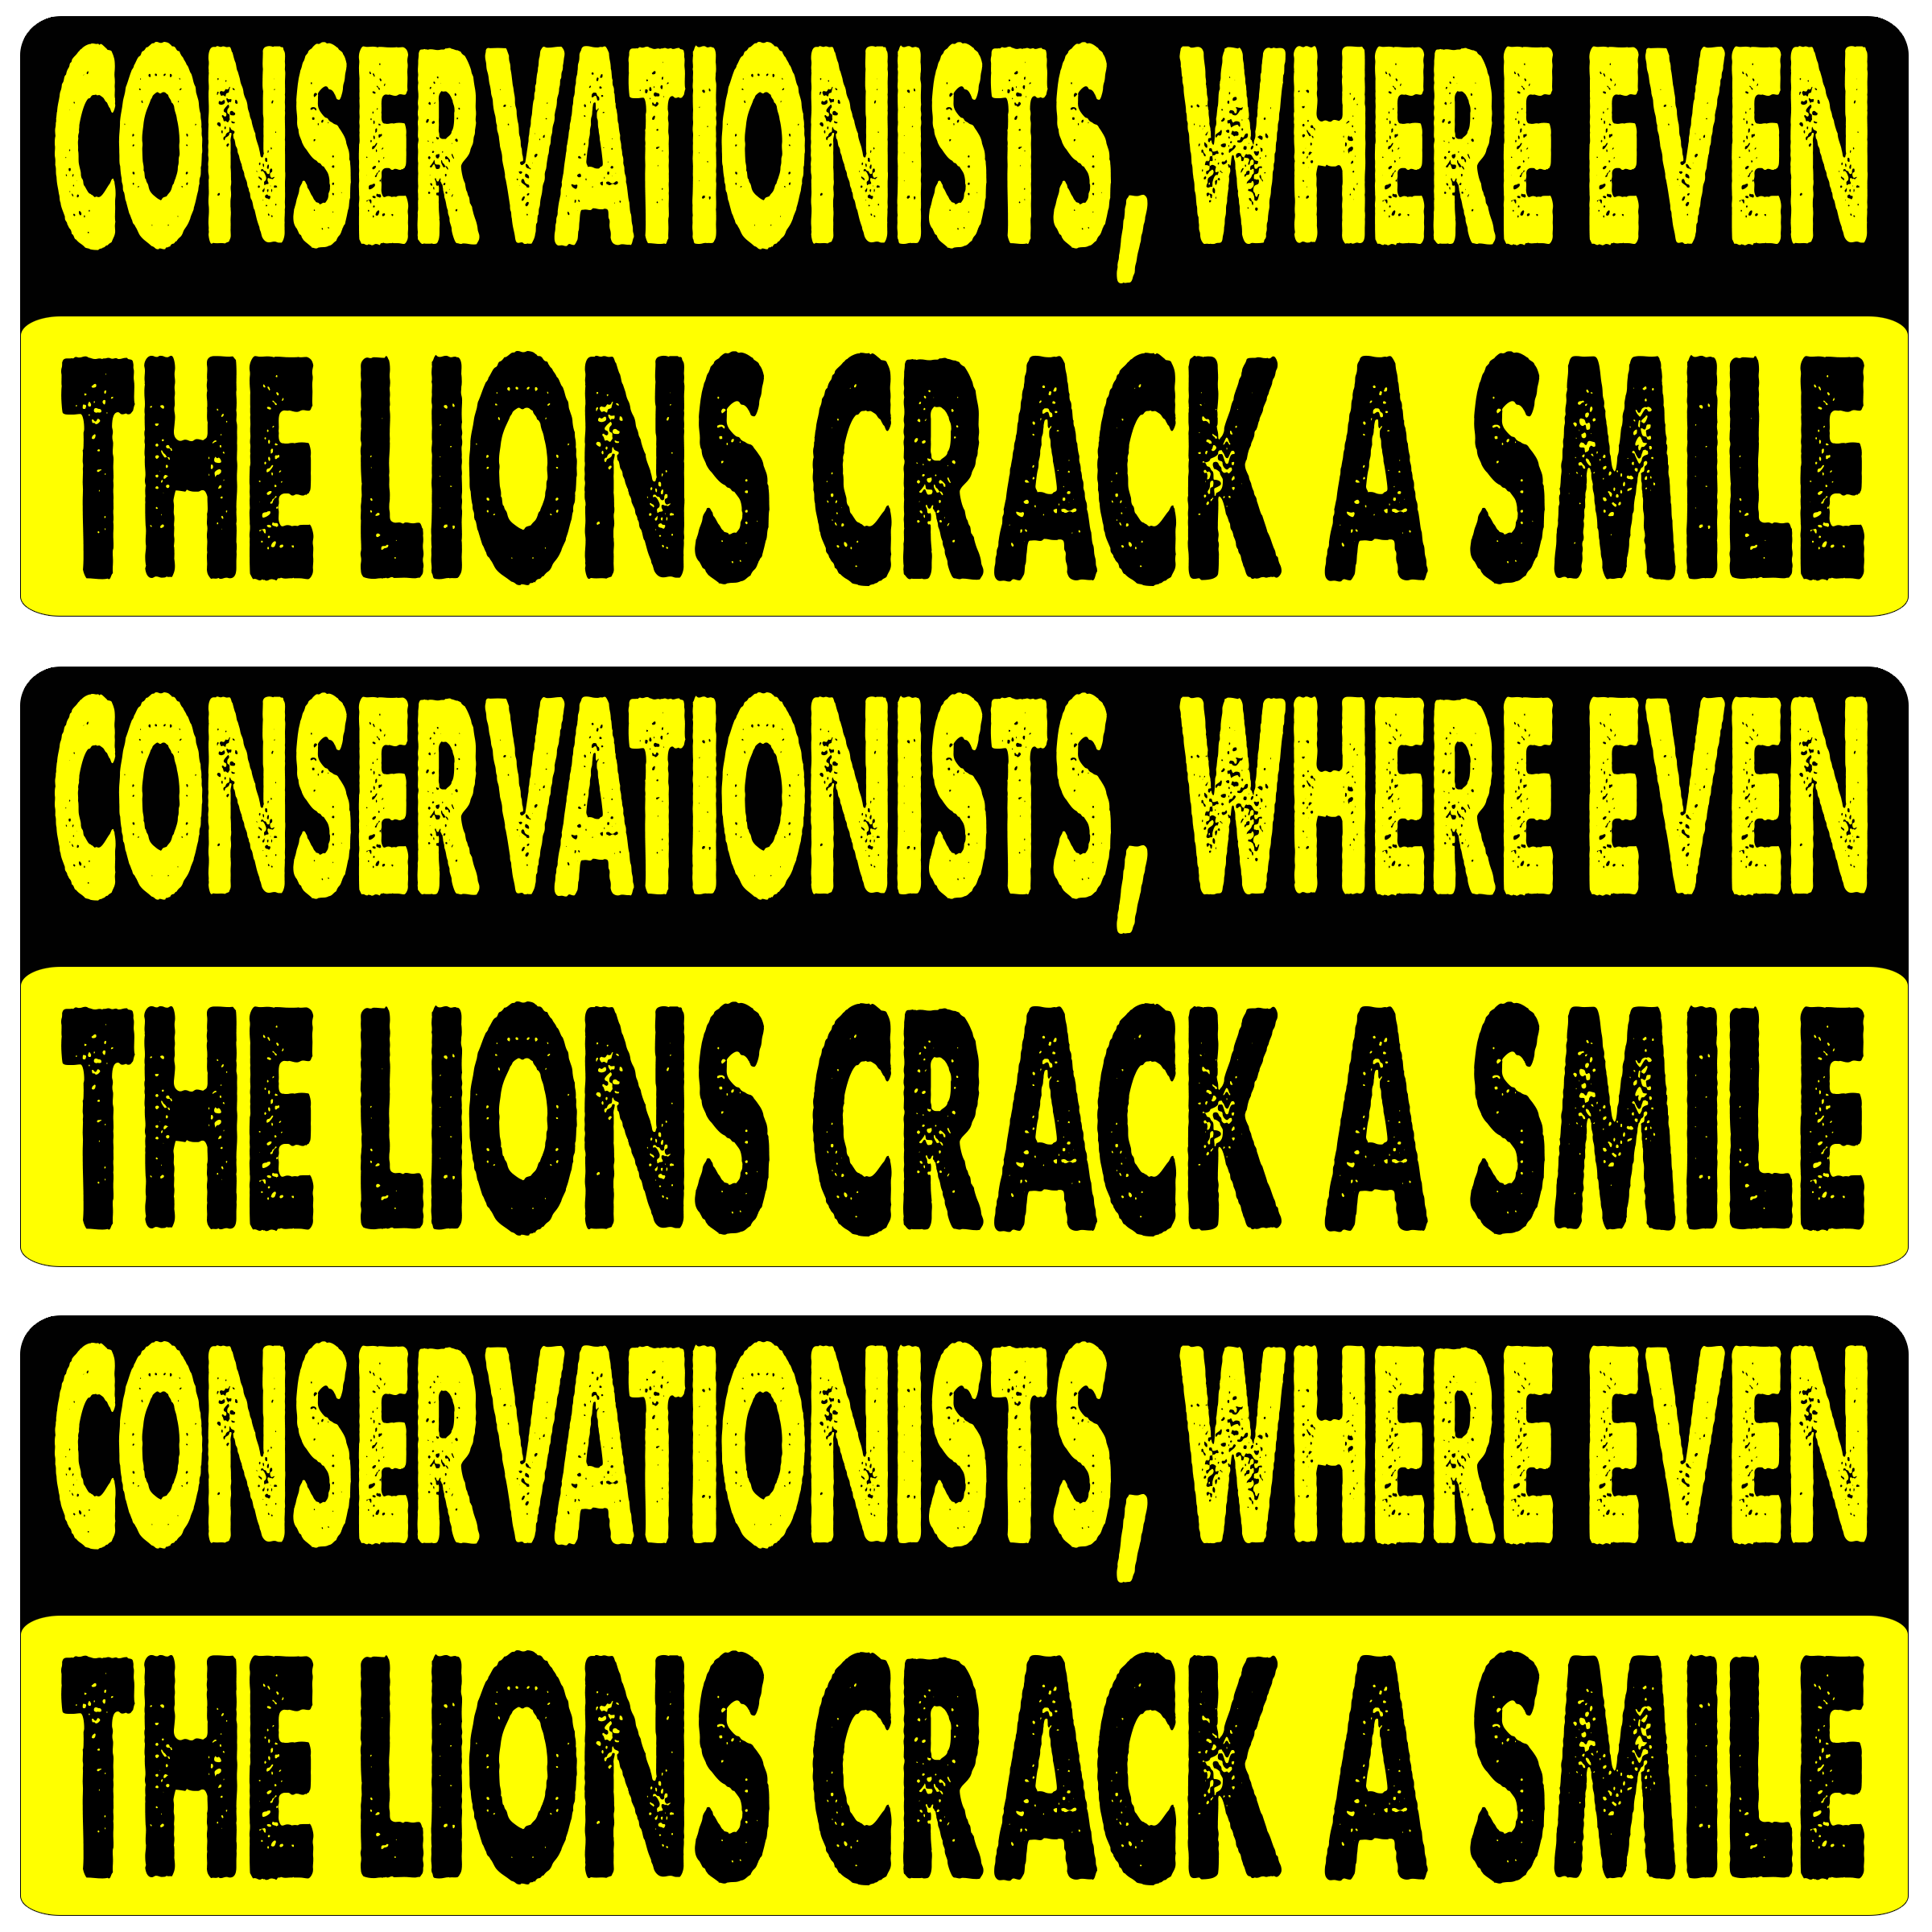 CONSERVATIONISTS, WHERE EVEN
THE LIONS CRACK A SMILE
CONSERVATIONISTS, WHERE EVEN
THE LIONS CRACK A SMILE
CONSERVATIONISTS, WHERE EVEN
THE LIONS CRACK A SMILE